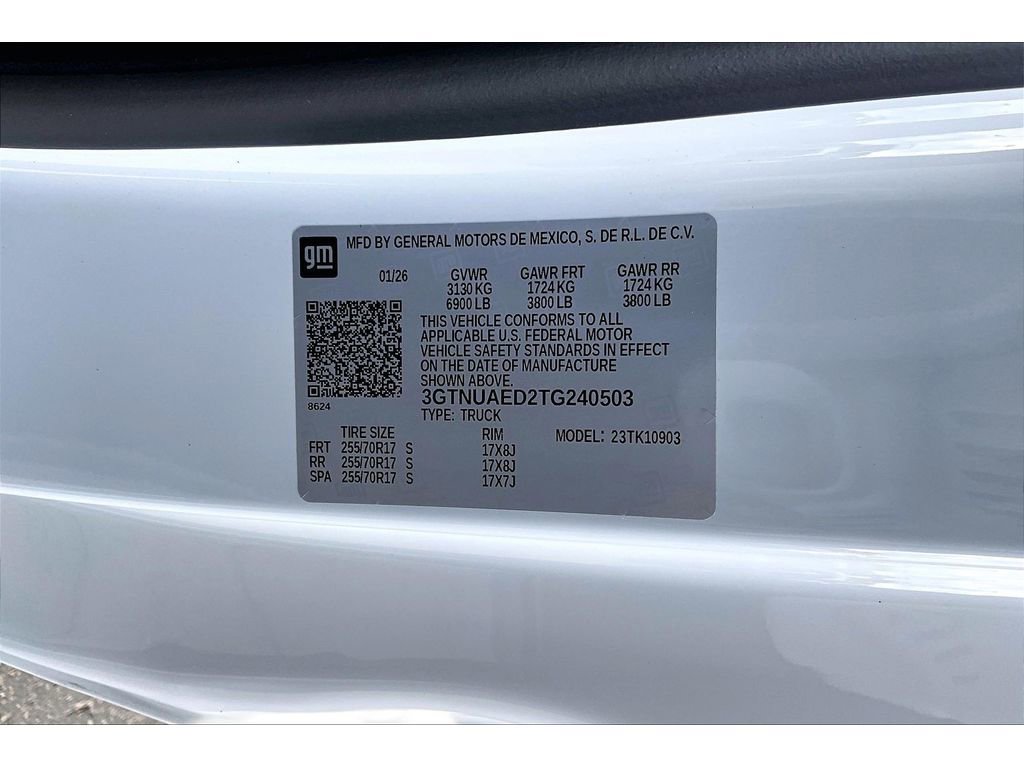 gm
MFD BY GENERAL MOTORS DE MEXICO, S. DE R.L. DE C.V.
01/26 GVWR GAWR FRT GAWR RR
3130 KG 1724 KG 1724 KG
6900 LB 3800 LB 3800 LB
THIS VEHICLE CONFORMS TO ALL
APPLICABLE U.S. FEDERAL MOTOR
VEHICLE SAFETY STANDARDS IN EFFECT
ON THE DATE OF MANUFACTURE
SHOWN ABOVE.
3GTNUAED2TG240503
8624
TYPE: TRUCK
TIRE SIZE RIM MODEL: 23TK10903
FRT 255/70R17 S 17X8J
RR 255/70R17 S 17X8J
SPA 255/70R17 S 17X7J